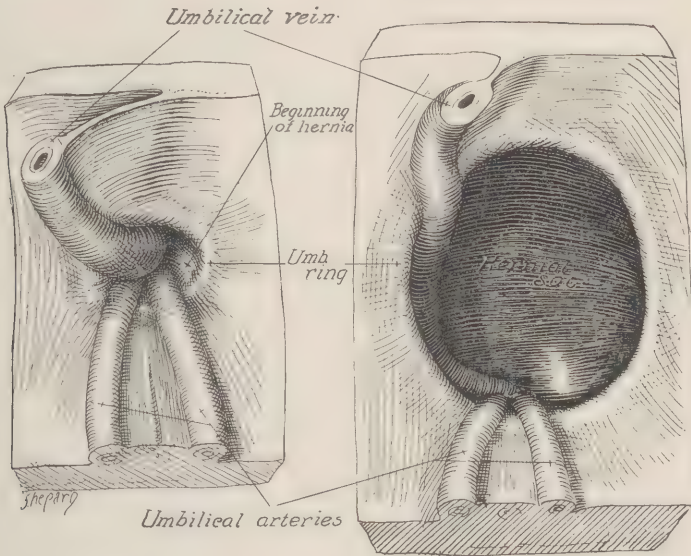 Umbilical vein.
Beginning
of hernia
Umb.
ring
Hernial
sac.
Shepard
Umbilical arteries